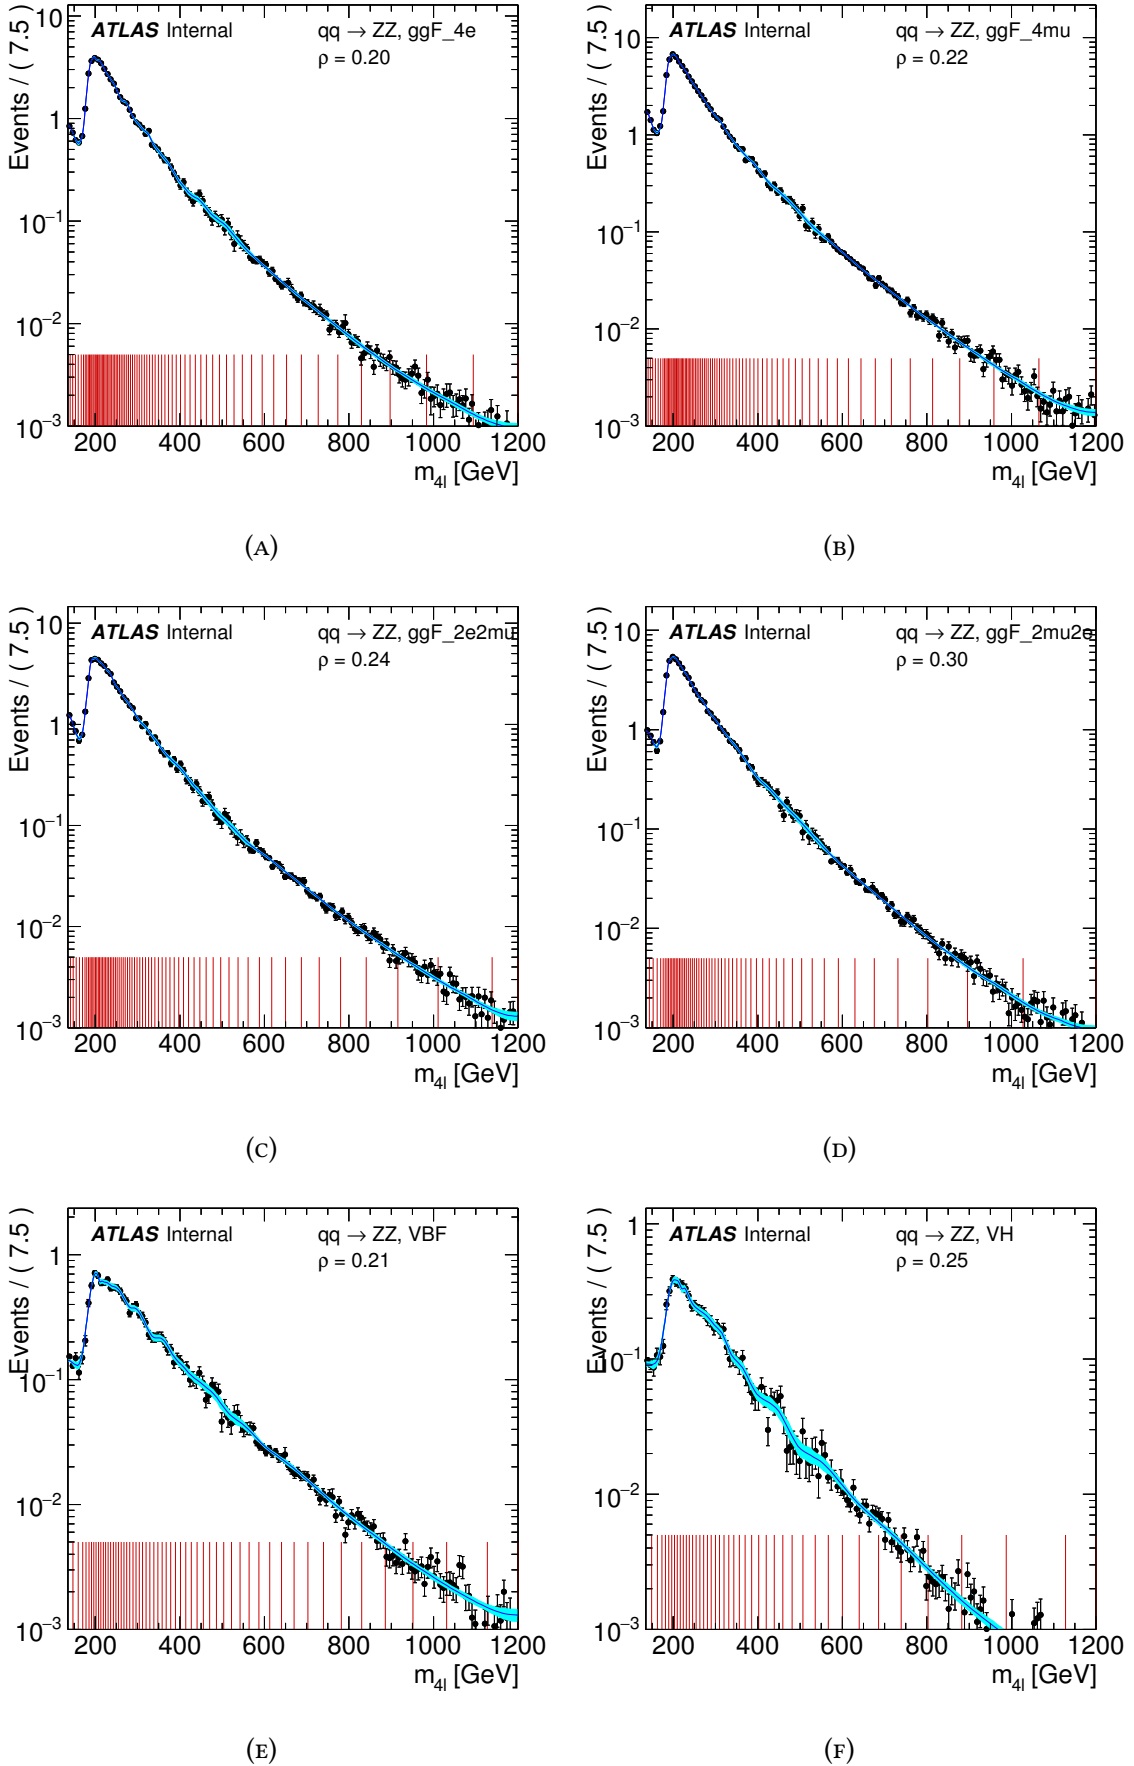 ATLAS Internal
qq → ZZ, ggF_4e
ρ = 0.20
Events / ( 7.5 )
10
1
10⁻¹
10⁻²
10⁻³
200 400 600 800 1000 1200
m4l [GeV]
(A)
ATLAS Internal
qq → ZZ, ggF_4mu
ρ = 0.22
Events / ( 7.5 )
10
1
10⁻¹
10⁻²
10⁻³
200 400 600 800 1000 1200
m4l [GeV]
(B)
ATLAS Internal
qq → ZZ, ggF_2e2mu
ρ = 0.24
Events / ( 7.5 )
10
1
10⁻¹
10⁻²
10⁻³
200 400 600 800 1000 1200
m4l [GeV]
(C)
ATLAS Internal
qq → ZZ, ggF_2mu2e
ρ = 0.30
Events / ( 7.5 )
10
1
10⁻¹
10⁻²
10⁻³
200 400 600 800 1000 1200
m4l [GeV]
(D)
ATLAS Internal
qq → ZZ, VBF
ρ = 0.21
Events / ( 7.5 )
1
10⁻¹
10⁻²
10⁻³
200 400 600 800 1000 1200
m4l [GeV]
(E)
ATLAS Internal
qq → ZZ, VH
ρ = 0.25
Events / ( 7.5 )
1
10⁻¹
10⁻²
10⁻³
200 400 600 800 1000 1200
m4l [GeV]
(F)